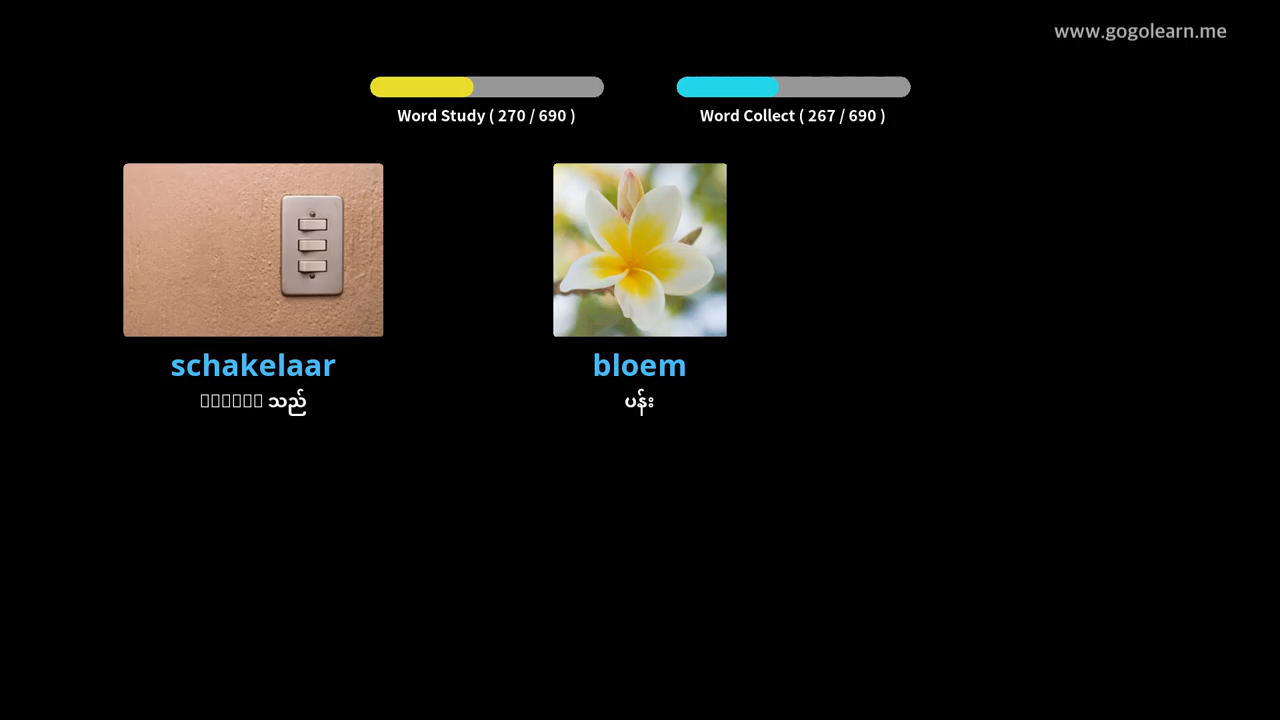 www.gogolearn.me
Word Study ( 270 / 690 )
Word Collect ( 267 / 690 )
schakelaar
သည်
bloem
ပန်း